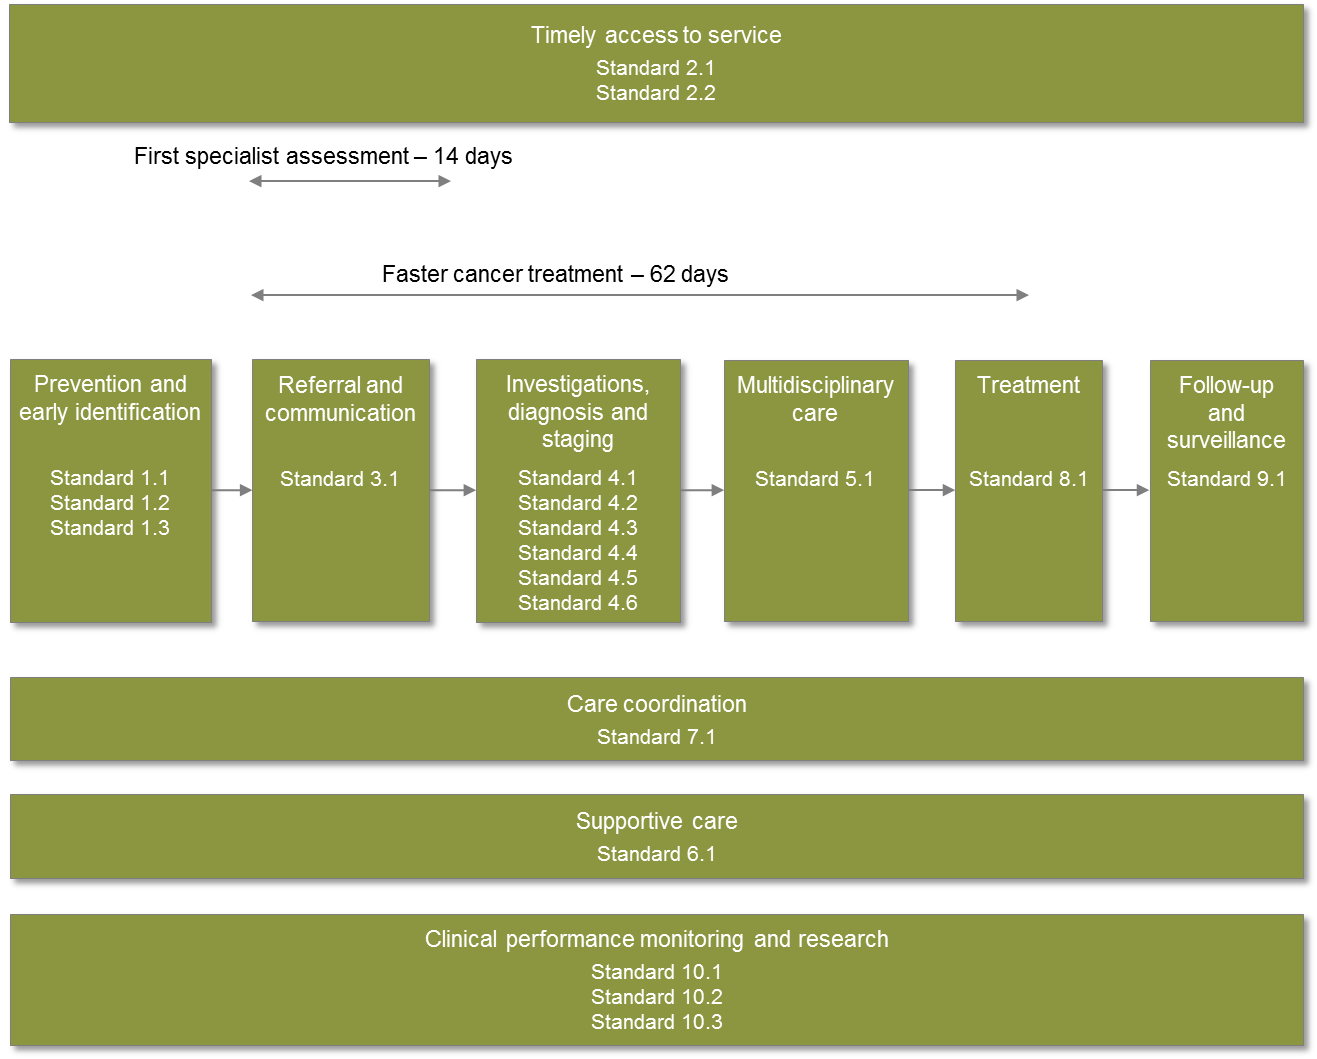 Timely access to service
Standard 2.1
Standard 2.2
First specialist assessment – 14 days
Faster cancer treatment – 62 days
Prevention and
early identification
Standard 1.1
Standard 1.2
Standard 1.3
Referral and
communication
Standard 3.1
Investigations,
diagnosis and
staging
Standard 4.1
Standard 4.2
Standard 4.3
Standard 4.4
Standard 4.5
Standard 4.6
Multidisciplinary
care
Standard 5.1
Treatment
Standard 8.1
Follow-up
and
surveillance
Standard 9.1
Care coordination
Standard 7.1
Supportive care
Standard 6.1
Clinical performance monitoring and research
Standard 10.1
Standard 10.2
Standard 10.3